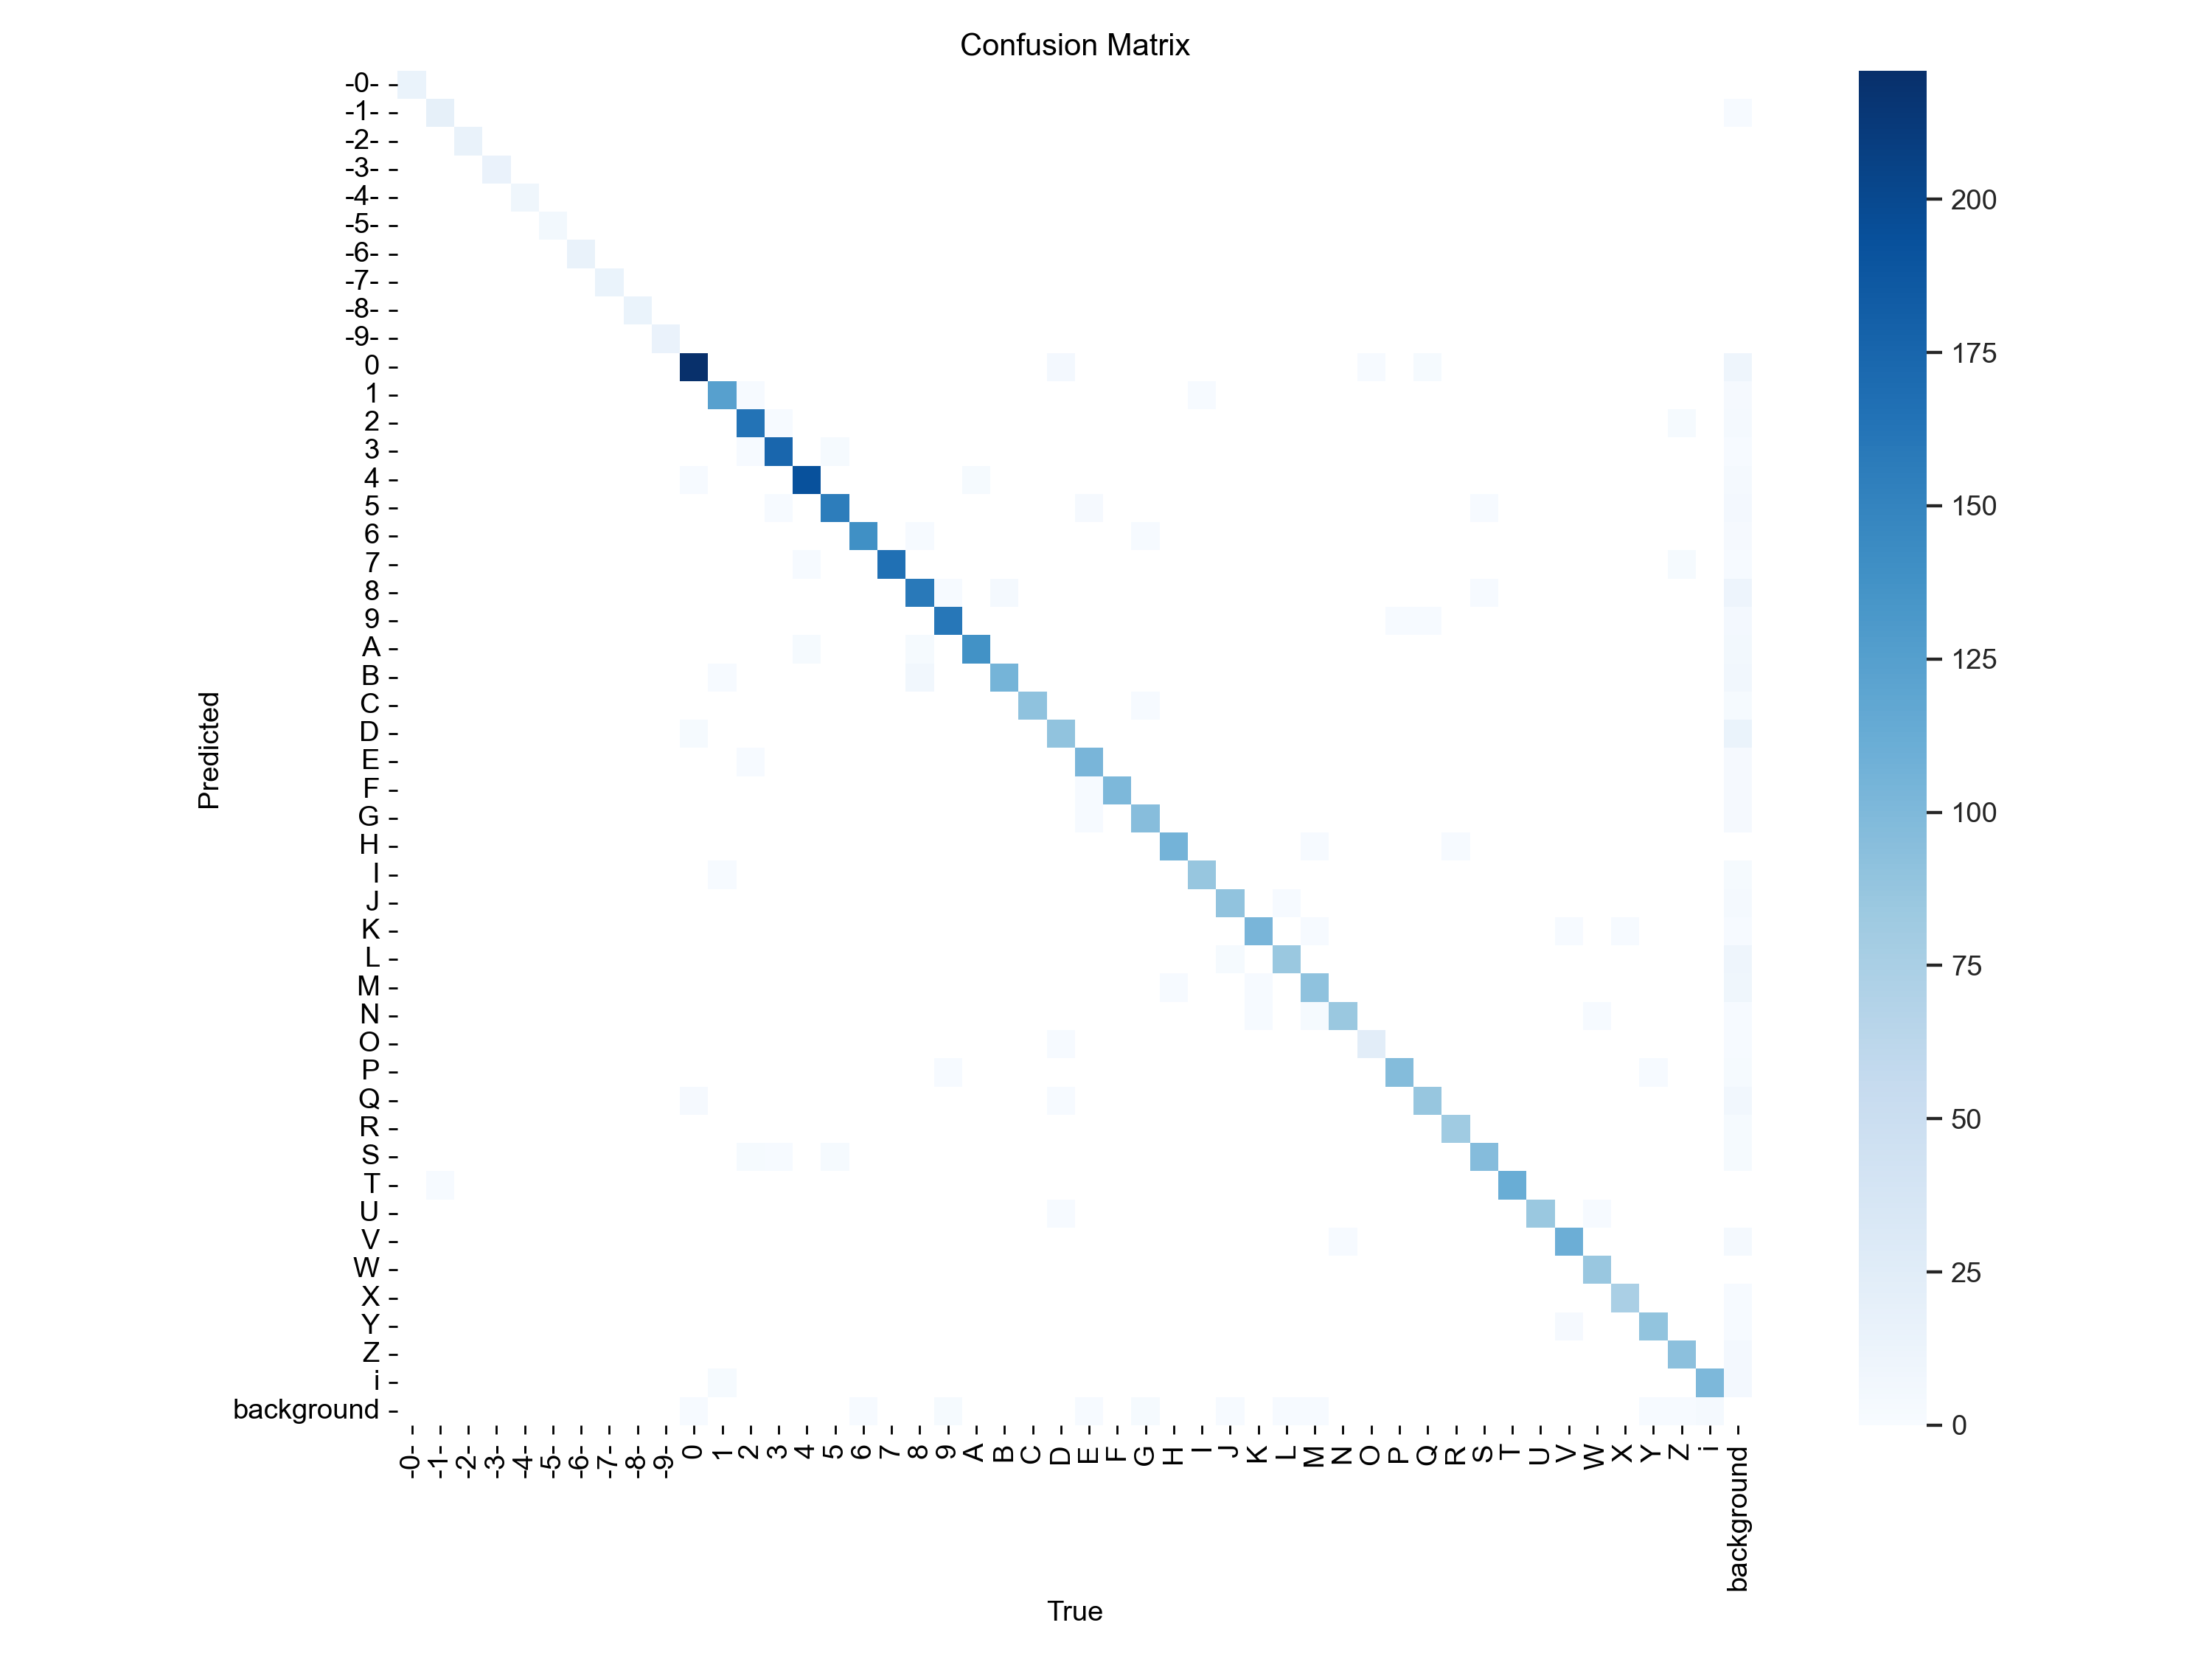 Confusion Matrix
Predicted
-0-
-1-
-2-
-3-
-4-
-5-
-6-
-7-
-8-
-9-
0
1
2
3
4
5
6
7
8
9
A
B
C
D
E
F
G
H
I
J
K
L
M
N
O
P
Q
R
S
T
U
V
W
X
Y
Z
i
background
-0-
-1-
-2-
-3-
-4-
-5-
-6-
-7-
-8-
-9-
0
1
2
3
4
5
6
7
8
9
A
B
C
D
E
F
G
H
I
J
K
L
M
N
O
P
Q
R
S
T
U
V
W
X
Y
Z
i
background
True
200
175
150
125
100
75
50
25
0